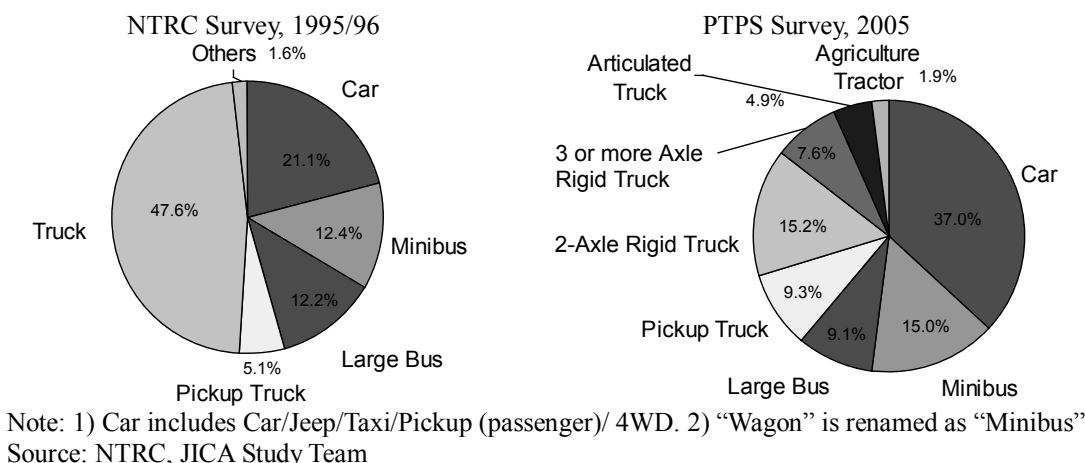 NTRC Survey, 1995/96
Others 1.6%
Car
21.1%
Minibus
12.4%
Large Bus
12.2%
5.1%
Pickup Truck
Truck
47.6%
PTPS Survey, 2005
Agriculture
Tractor 1.9%
Articulated
Truck
4.9%
3 or more Axle
Rigid Truck
7.6%
Car
37.0%
2-Axle Rigid Truck
15.2%
Pickup Truck
9.3%
Large Bus
9.1%
Minibus
15.0%
Note: 1) Car includes Car/Jeep/Taxi/Pickup (passenger)/ 4WD. 2) “Wagon” is renamed as “Minibus”
Source: NTRC, JICA Study Team